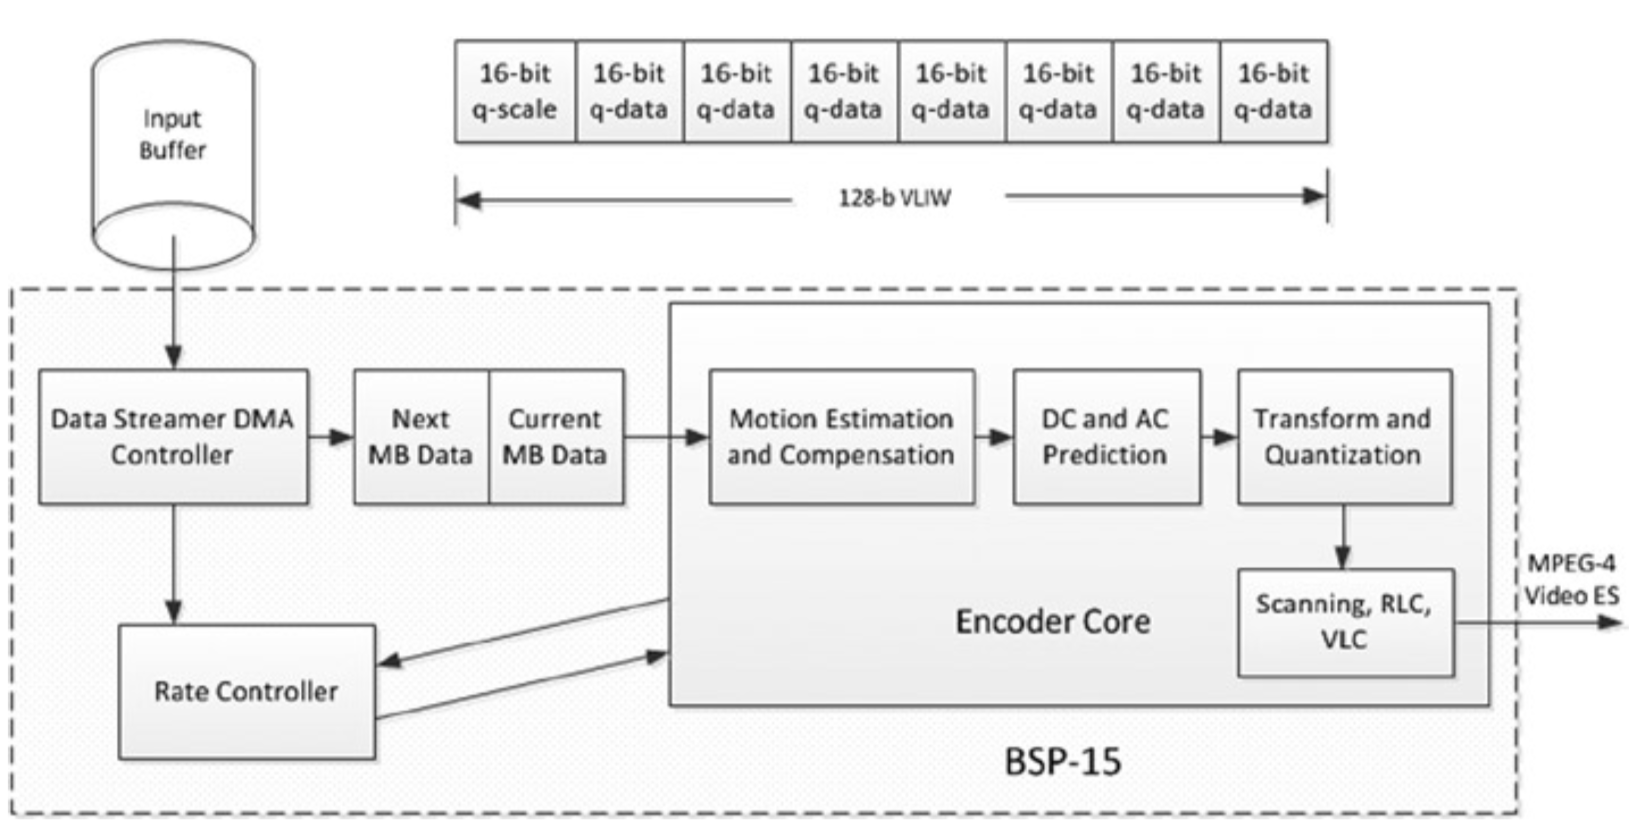 Input
Buffer
16-bit
q-scale
16-bit
q-data
16-bit
q-data
16-bit
q-data
16-bit
q-data
16-bit
q-data
16-bit
q-data
16-bit
q-data
128-b VLIW
Data Streamer DMA
Controller
Next
MB Data
Current
MB Data
Motion Estimation
and Compensation
DC and AC
Prediction
Transform and
Quantization
Scanning, RLC,
VLC
MPEG-4
Video ES
Encoder Core
Rate Controller
BSP-15